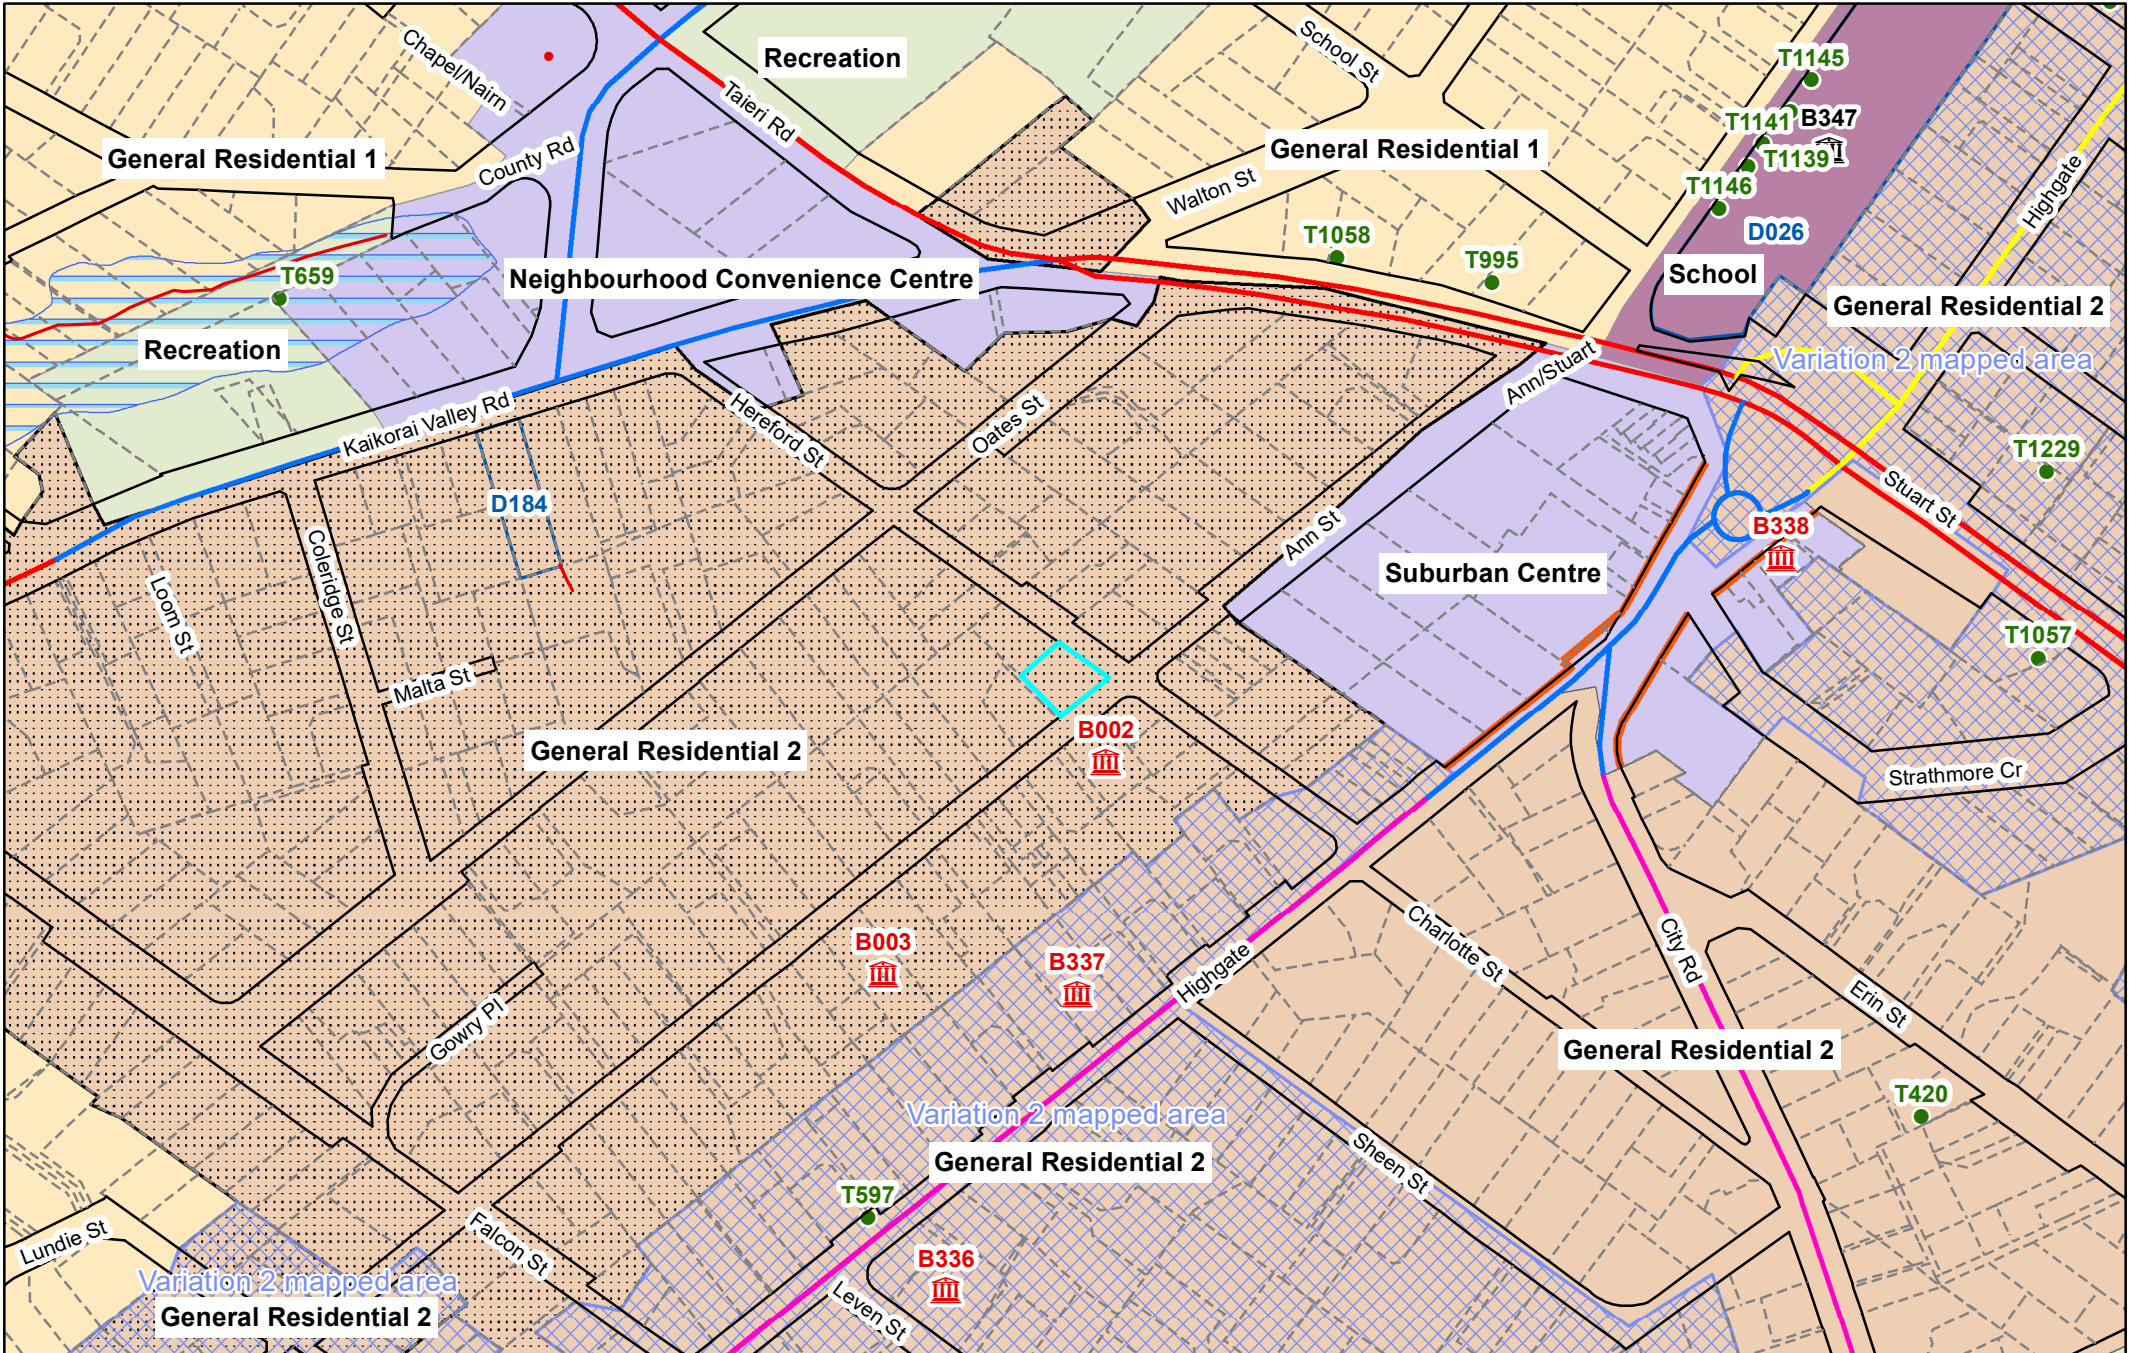 Chapel/Nairn
Recreation
School St
T1145
Taieri Rd
T1141
B347
General Residential 1
County Rd
General Residential 1
T1139
Walton St
T1146
Highgate
T1058
D026
T995
School
T659
Neighbourhood Convenience Centre
General Residential 2
Recreation
Variation 2 mapped area
Ann/Stuart
Kaikorai Valley Rd
Hereford St
Oates St
T1229
D184
Stuart St
B338
Ann St
Coleridge St
Suburban Centre
Loom St
T1057
Malta St
B002
General Residential 2
Strathmore Cr
B003
B337
Highgate
Charlotte St
City Rd
Erin St
Gowry Pl
General Residential 2
T420
Variation 2 mapped area
General Residential 2
Sheen St
T597
Lundie St
Falcon St
B336
Variation 2 mapped area
General Residential 2
Leven St